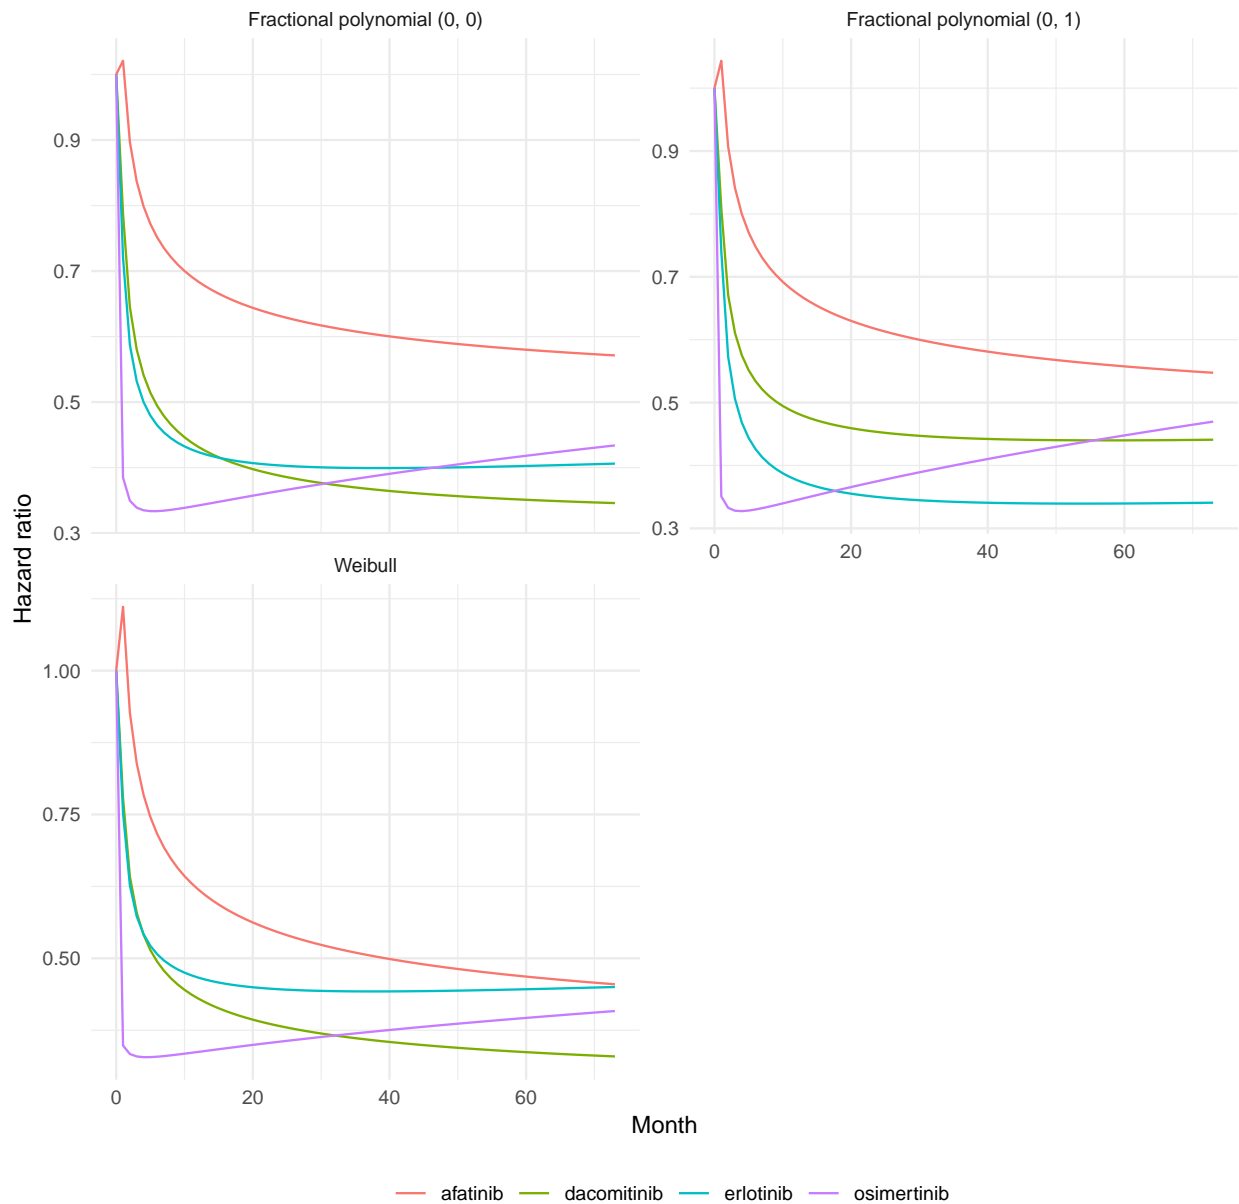 Fractional polynomial (0, 0)
Fractional polynomial (0, 1)
0.9
0.7
0.5
0.3
0.9
0.7
0.5
0.3
0 20 40 60
Weibull
Hazard ratio
1.00
0.75
0.50
0 20 40 60
Month
afatinib dacomitinib erlotinib osimertinib